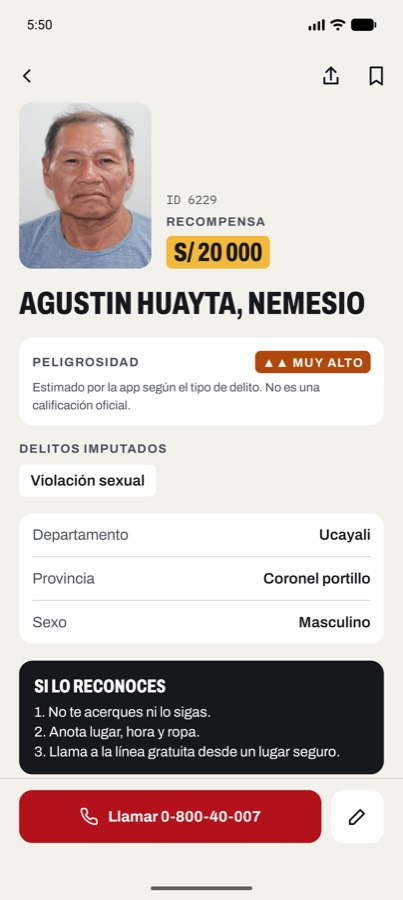 5:50
ID 6229
RECOMPENSA
S/ 20 000
AGUSTIN HUAYTA, NEMESIO
PELIGROSIDAD
▲▲ MUY ALTO
Estimado por la app según el tipo de delito. No es una
calificación oficial.
DELITOS IMPUTADOS
Violación sexual
Departamento Ucayali
Provincia Coronel portillo
Sexo Masculino
SI LO RECONOCES
1. No te acerques ni lo sigas.
2. Anota lugar, hora y ropa.
3. Llama a la línea gratuita desde un lugar seguro.
Llamar 0-800-40-007